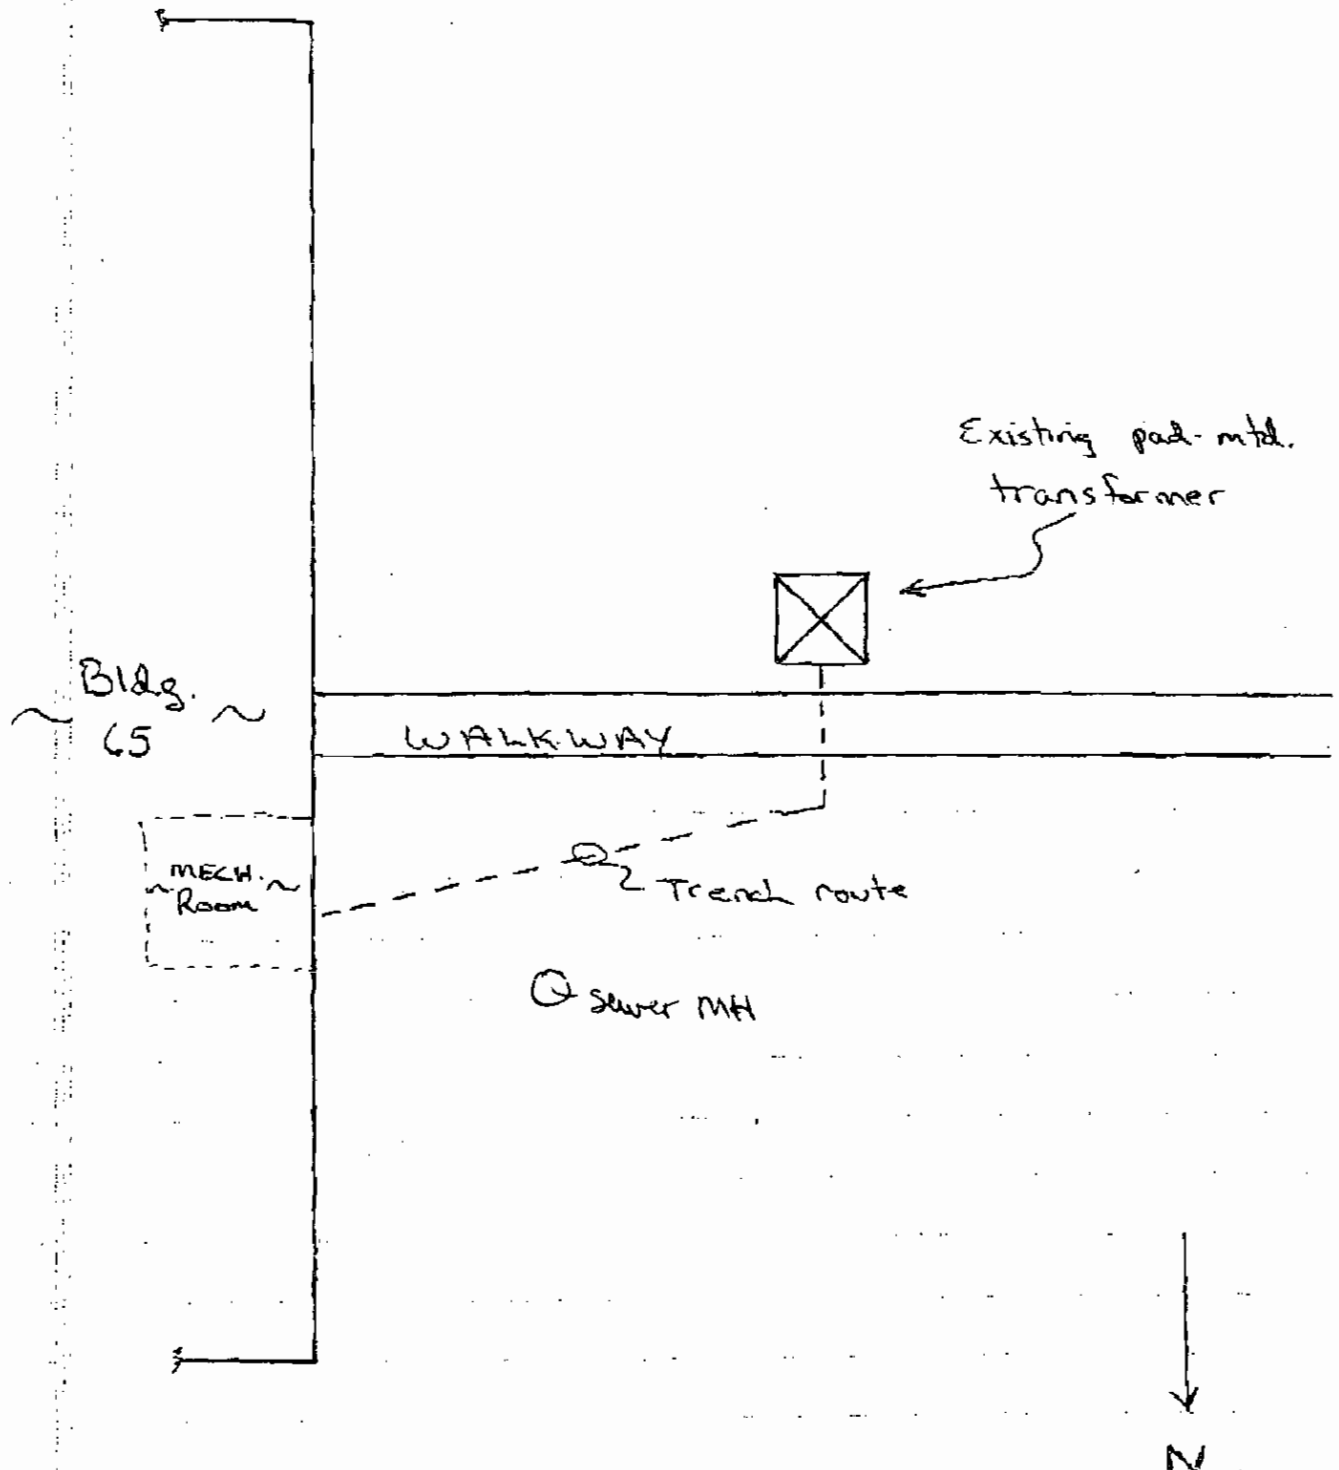 Existing pad-mtd.
transformer
Bldg.
65
WALKWAY
MECH.
Room
Trench route
sewer MH
N